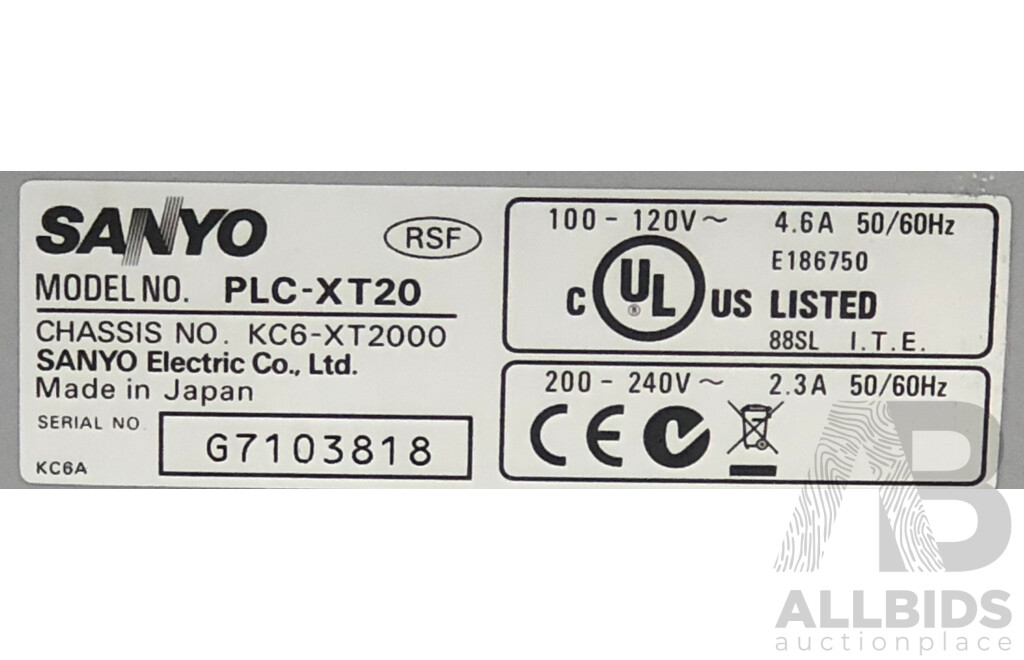 SANYO
RSF
MODEL NO. PLC-XT20
CHASSIS NO. KC6-XT2000
SANYO Electric Co., Ltd.
Made in Japan
SERIAL NO. G7103818
KC6A
100 - 120V ~ 4.6A 50/60Hz
E186750
C UL ® US LISTED
88SL I.T.E.
200 - 240V ~ 2.3A 50/60Hz
CE
AB
ALLBIDS
auctionplace